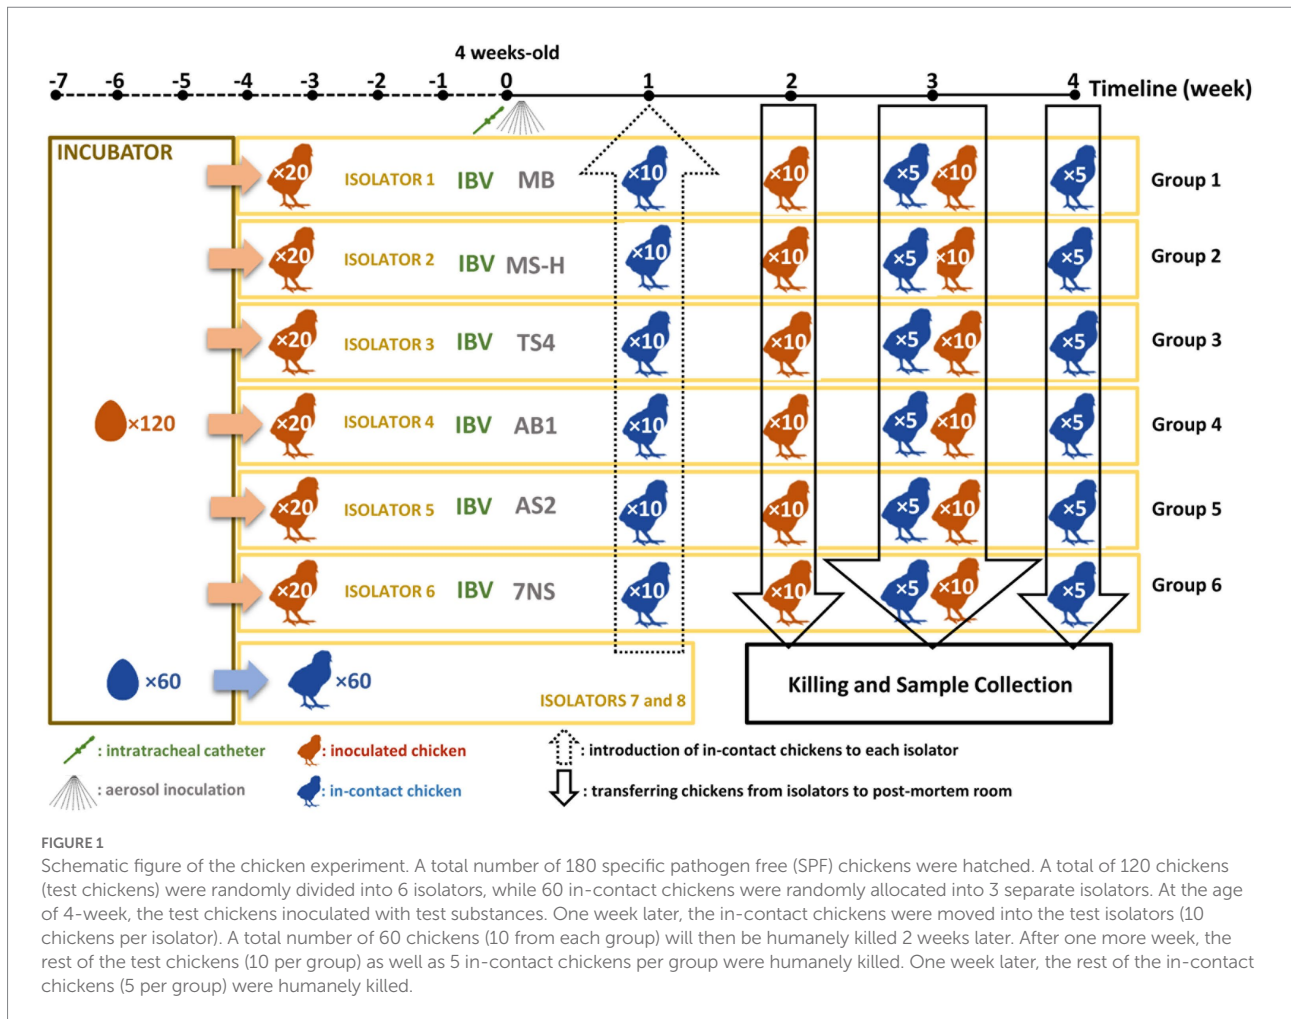 4 weeks-old
-7 -6 -5 -4 -3 -2 -1 0 1 2 3 4 Timeline (week)
INCUBATOR
×20 ISOLATOR 1 IBV MB ×10 ×10 ×5 ×10 ×5 Group 1
×20 ISOLATOR 2 IBV MS-H ×10 ×10 ×5 ×10 ×5 Group 2
×20 ISOLATOR 3 IBV TS4 ×10 ×10 ×5 ×10 ×5 Group 3
×120 ×20 ISOLATOR 4 IBV AB1 ×10 ×10 ×5 ×10 ×5 Group 4
×20 ISOLATOR 5 IBV AS2 ×10 ×10 ×5 ×10 ×5 Group 5
×20 ISOLATOR 6 IBV 7NS ×10 ×10 ×5 ×10 ×5 Group 6
×60 ×60 ISOLATORS 7 and 8
Killing and Sample Collection
: intratracheal catheter : inoculated chicken : introduction of in-contact chickens to each isolator
: aerosol inoculation : in-contact chicken : transferring chickens from isolators to post-mortem room
FIGURE 1
Schematic figure of the chicken experiment. A total number of 180 specific pathogen free (SPF) chickens were hatched. A total of 120 chickens
(test chickens) were randomly divided into 6 isolators, while 60 in-contact chickens were randomly allocated into 3 separate isolators. At the age
of 4-week, the test chickens inoculated with test substances. One week later, the in-contact chickens were moved into the test isolators (10
chickens per isolator). A total number of 60 chickens (10 from each group) will then be humanely killed 2 weeks later. After one more week, the
rest of the test chickens (10 per group) as well as 5 in-contact chickens per group were humanely killed. One week later, the rest of the in-contact
chickens (5 per group) were humanely killed.